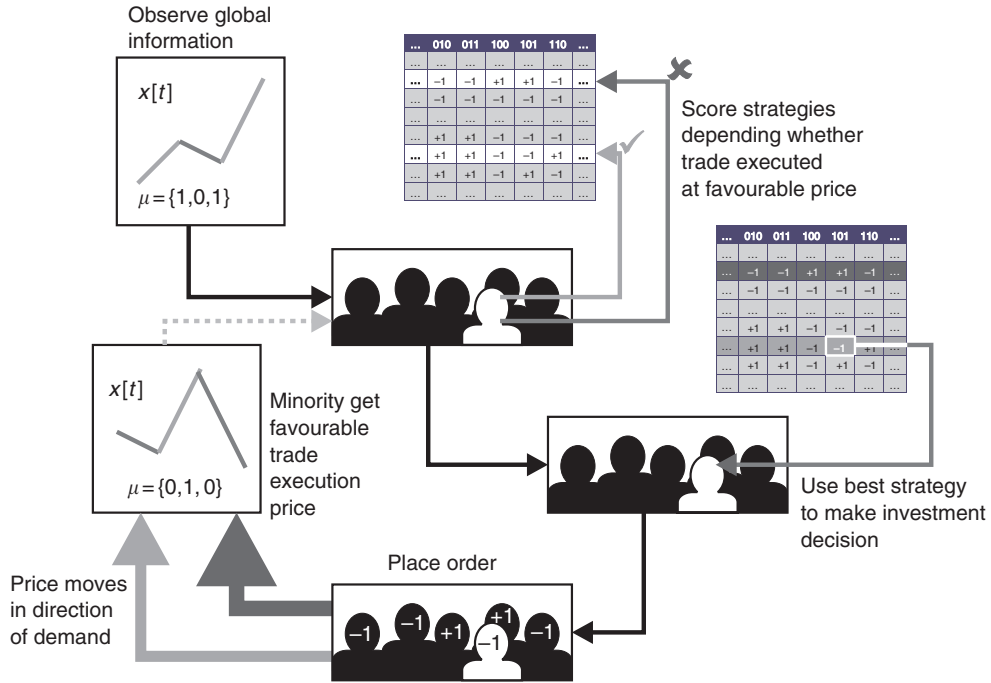 Observe global
information
x[t]
μ={1,0,1}
... 010 011 100 101 110 ...
... ... ... ... ... ... ...
... –1 –1 +1 +1 –1 ...
... –1 –1 –1 –1 –1 ...
... ... ... ... ... ... ...
... +1 +1 –1 –1 –1 ...
... +1 +1 –1 –1 +1 ...
... +1 +1 –1 +1 –1 ...
... ... ... ... ... ... ...
Score strategies
depending whether
trade executed
at favourable price
... 010 011 100 101 110 ...
... ... ... ... ... ... ...
... –1 –1 +1 +1 –1 ...
... –1 –1 –1 –1 –1 ...
... ... ... ... ... ... ...
... +1 +1 –1 –1 –1 ...
... +1 +1 –1 –1 +1 ...
... +1 +1 –1 +1 –1 ...
... ... ... ... ... ... ...
x[t]
μ={0,1,0}
Minority get
favourable
trade
execution
price
Use best strategy
to make investment
decision
Place order
Price moves
in direction
of demand
–1 –1 +1 +1 –1 –1